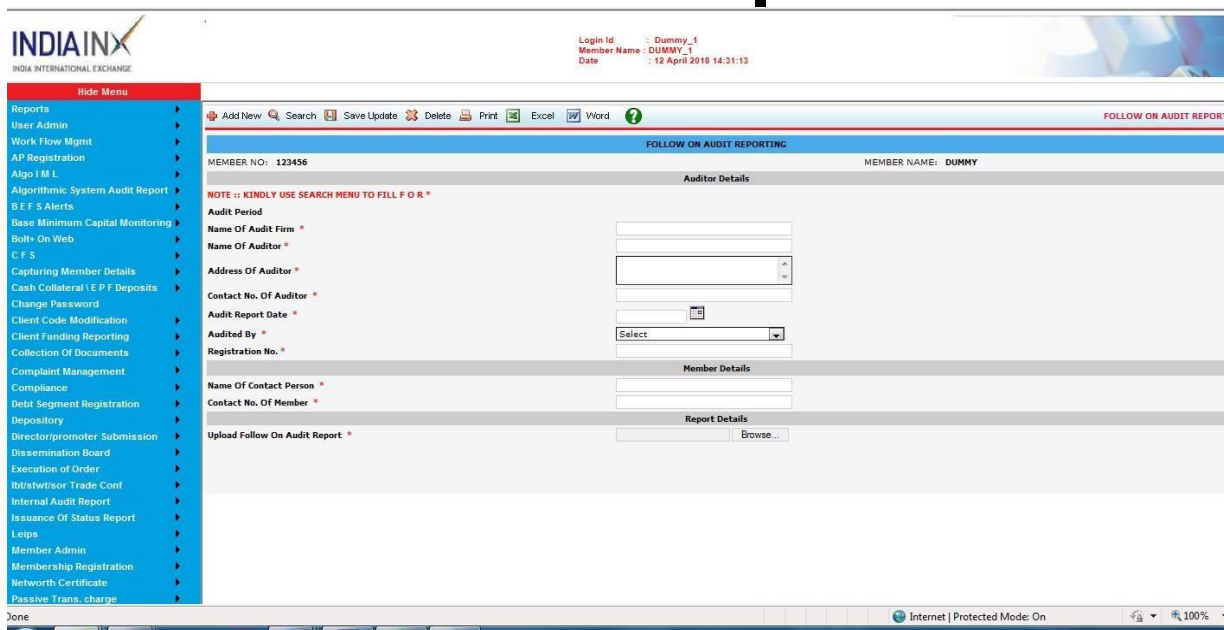 INDIAINX
INDIA INTERNATIONAL EXCHANGE
Login Id : Dummy_1
Member Name : DUMMY_1
Date : 12 April 2018 14:31:13
Hide Menu
Reports
User Admin
Work Flow Mgmt
AP Registration
Algo I M L
Algorithmic System Audit Report
B E F S Alerts
Base Minimum Capital Monitoring
Bolt+ On Web
C F S
Capturing Member Details
Cash Collateral \ E P F Deposits
Change Password
Client Code Modification
Client Funding Reporting
Collection Of Documents
Complaint Management
Compliance
Debt Segment Registration
Depository
Director/promoter Submission
Dissemination Board
Execution of Order
Ibt/stwt/sor Trade Conf
Internal Audit Report
Issuance Of Status Report
Leips
Member Admin
Membership Registration
Networth Certificate
Passive Trans. charge
Add New Search Save Update Delete Print Excel Word
FOLLOW ON AUDIT REPOR
FOLLOW ON AUDIT REPORTING
MEMBER NO: 123456 MEMBER NAME: DUMMY
Auditor Details
NOTE :: KINDLY USE SEARCH MENU TO FILL F O R *
Audit Period
Name Of Audit Firm *
Name Of Auditor *
Address Of Auditor *
Contact No. Of Auditor *
Audit Report Date *
Audited By * Select
Registration No. *
Member Details
Name Of Contact Person *
Contact No. Of Member *
Report Details
Upload Follow On Audit Report * Browse...
Done Internet | Protected Mode: On 100%